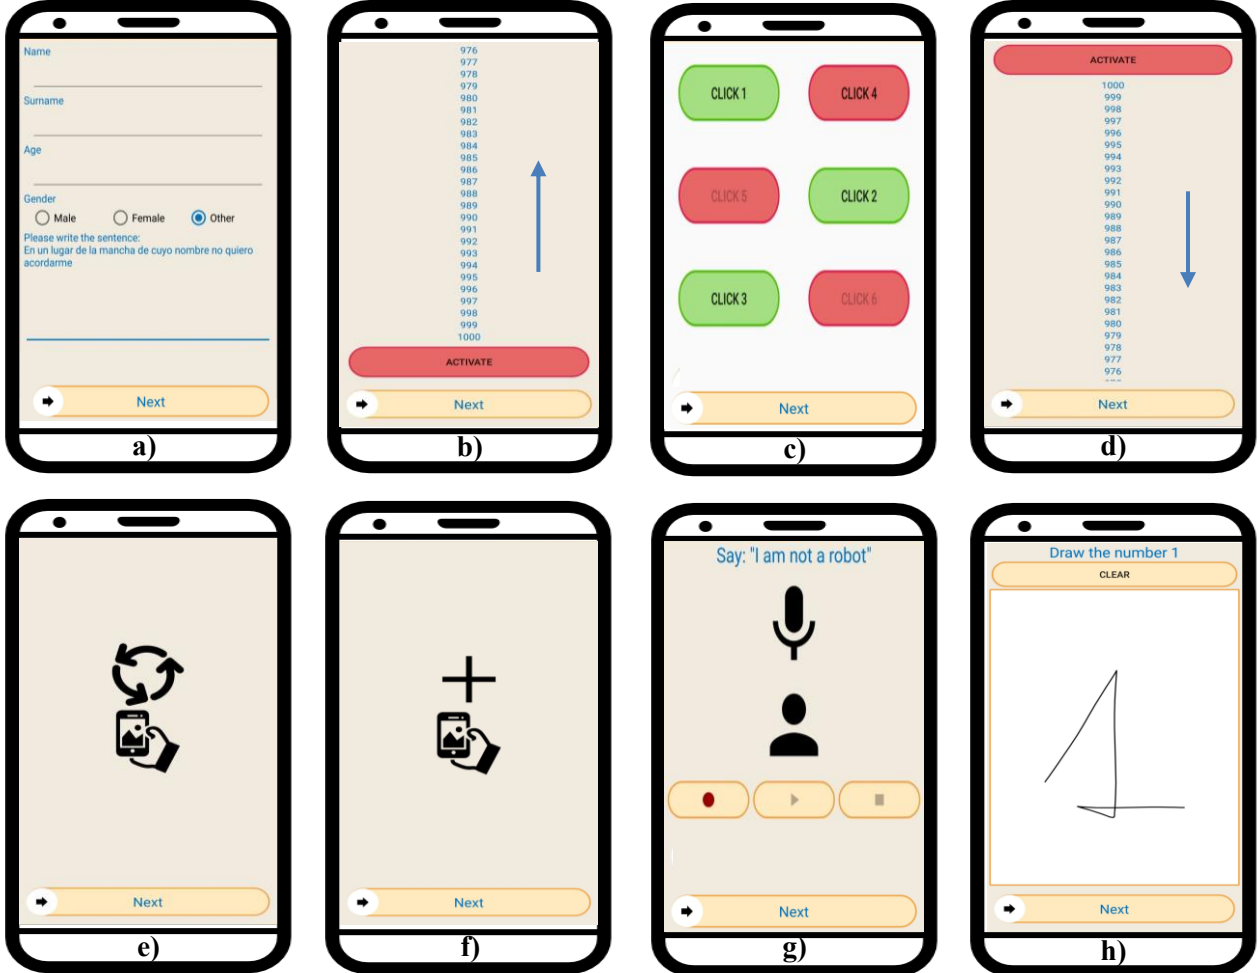 Name
Surname
Age
Gender
Male Female Other
Please write the sentence:
En un lugar de la mancha de cuyo nombre no quiero
acordarme
Next
a)
976
977
978
979
980
981
982
983
984
985
986
987
988
989
990
991
992
993
994
995
996
997
998
999
1000
ACTIVATE
Next
b)
CLICK 1 CLICK 4
CLICK 5 CLICK 2
CLICK 3 CLICK 6
Next
c)
ACTIVATE
1000
999
998
997
996
995
994
993
992
991
990
989
988
987
986
985
984
983
982
981
980
979
978
977
976
Next
d)
Next
e)
Next
f)
Say: "I am not a robot"
Next
g)
Draw the number 1
CLEAR
Next
h)